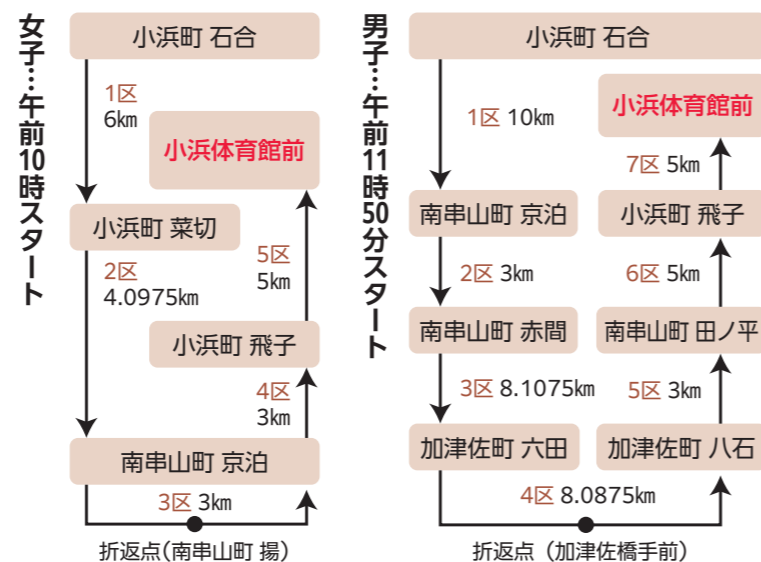 女子…午前10時スタート
小浜町 石合
1区
6km
小浜体育館前
小浜町 菜切
2区
4.0975km
5区
5km
小浜町 飛子
4区
3km
南串山町 京泊
3区 3km
折返点(南串山町 揚)
男子…午前11時50分スタート
小浜町 石合
1区 10km
小浜体育館前
7区 5km
南串山町 京泊
小浜町 飛子
2区 3km
6区 5km
南串山町 赤間
南串山町 田ノ平
3区 8.1075km
5区 3km
加津佐町 六田
加津佐町 八石
4区 8.0875km
折返点(加津佐橋手前)